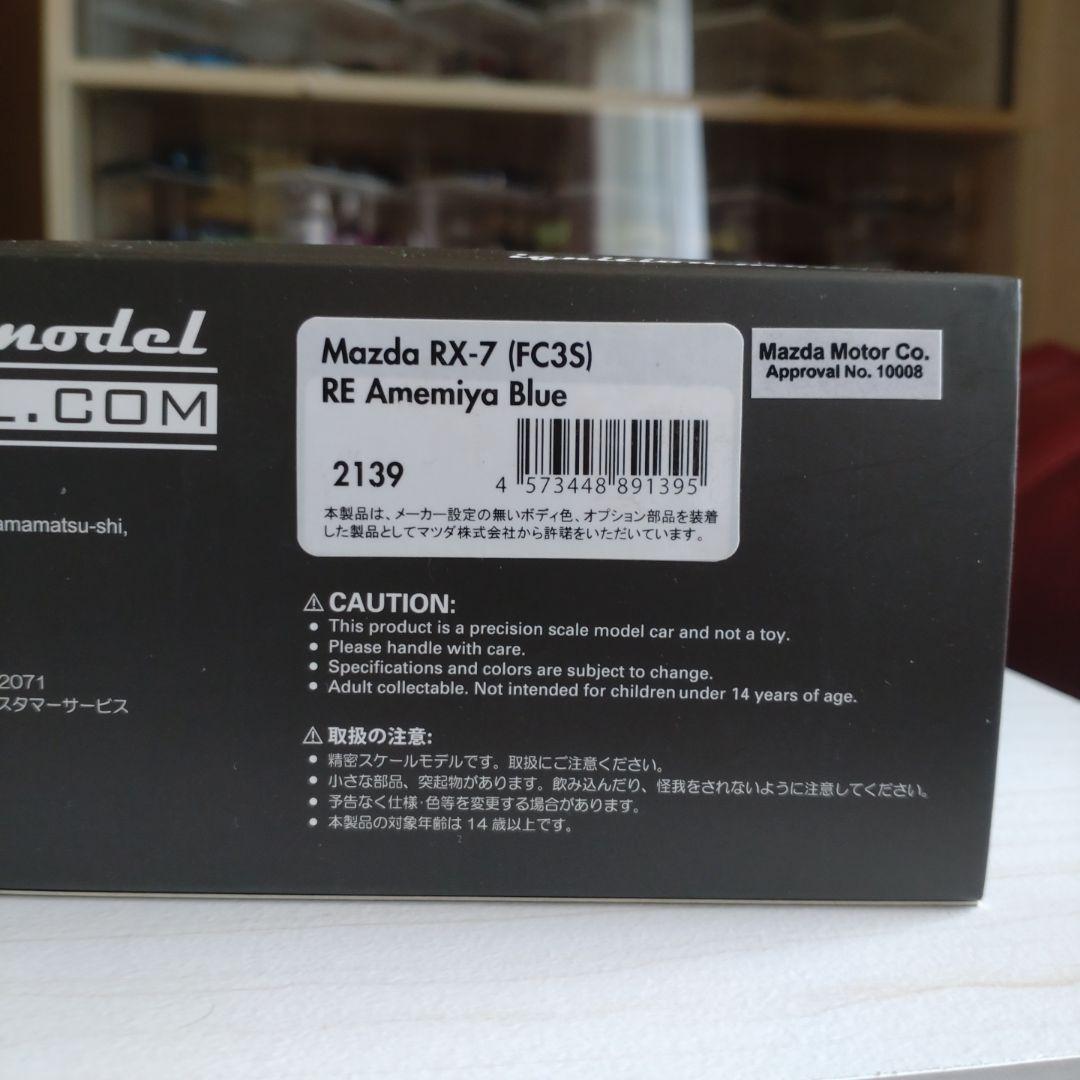 model
L.COM
amamatsu-shi,
2071
スタマーサービス
Mazda RX-7 (FC3S)
RE Amemiya Blue
2139
4 573448 891395
本製品は、メーカー設定の無いボディ色、オプション部品を装着
した製品としてマツダ株式会社から許諾をいただいています。
Mazda Motor Co.
Approval No. 10008
⚠ CAUTION:
• This product is a precision scale model car and not a toy.
• Please handle with care.
• Specifications and colors are subject to change.
• Adult collectable. Not intended for children under 14 years of age.
⚠ 取扱の注意:
• 精密スケールモデルです。取扱にご注意ください。
• 小さな部品、突起物があります。飲み込んだり、怪我をされないように注意してください。
• 予告なく仕様・色等を変更する場合があります。
• 本製品の対象年齢は14歳以上です。